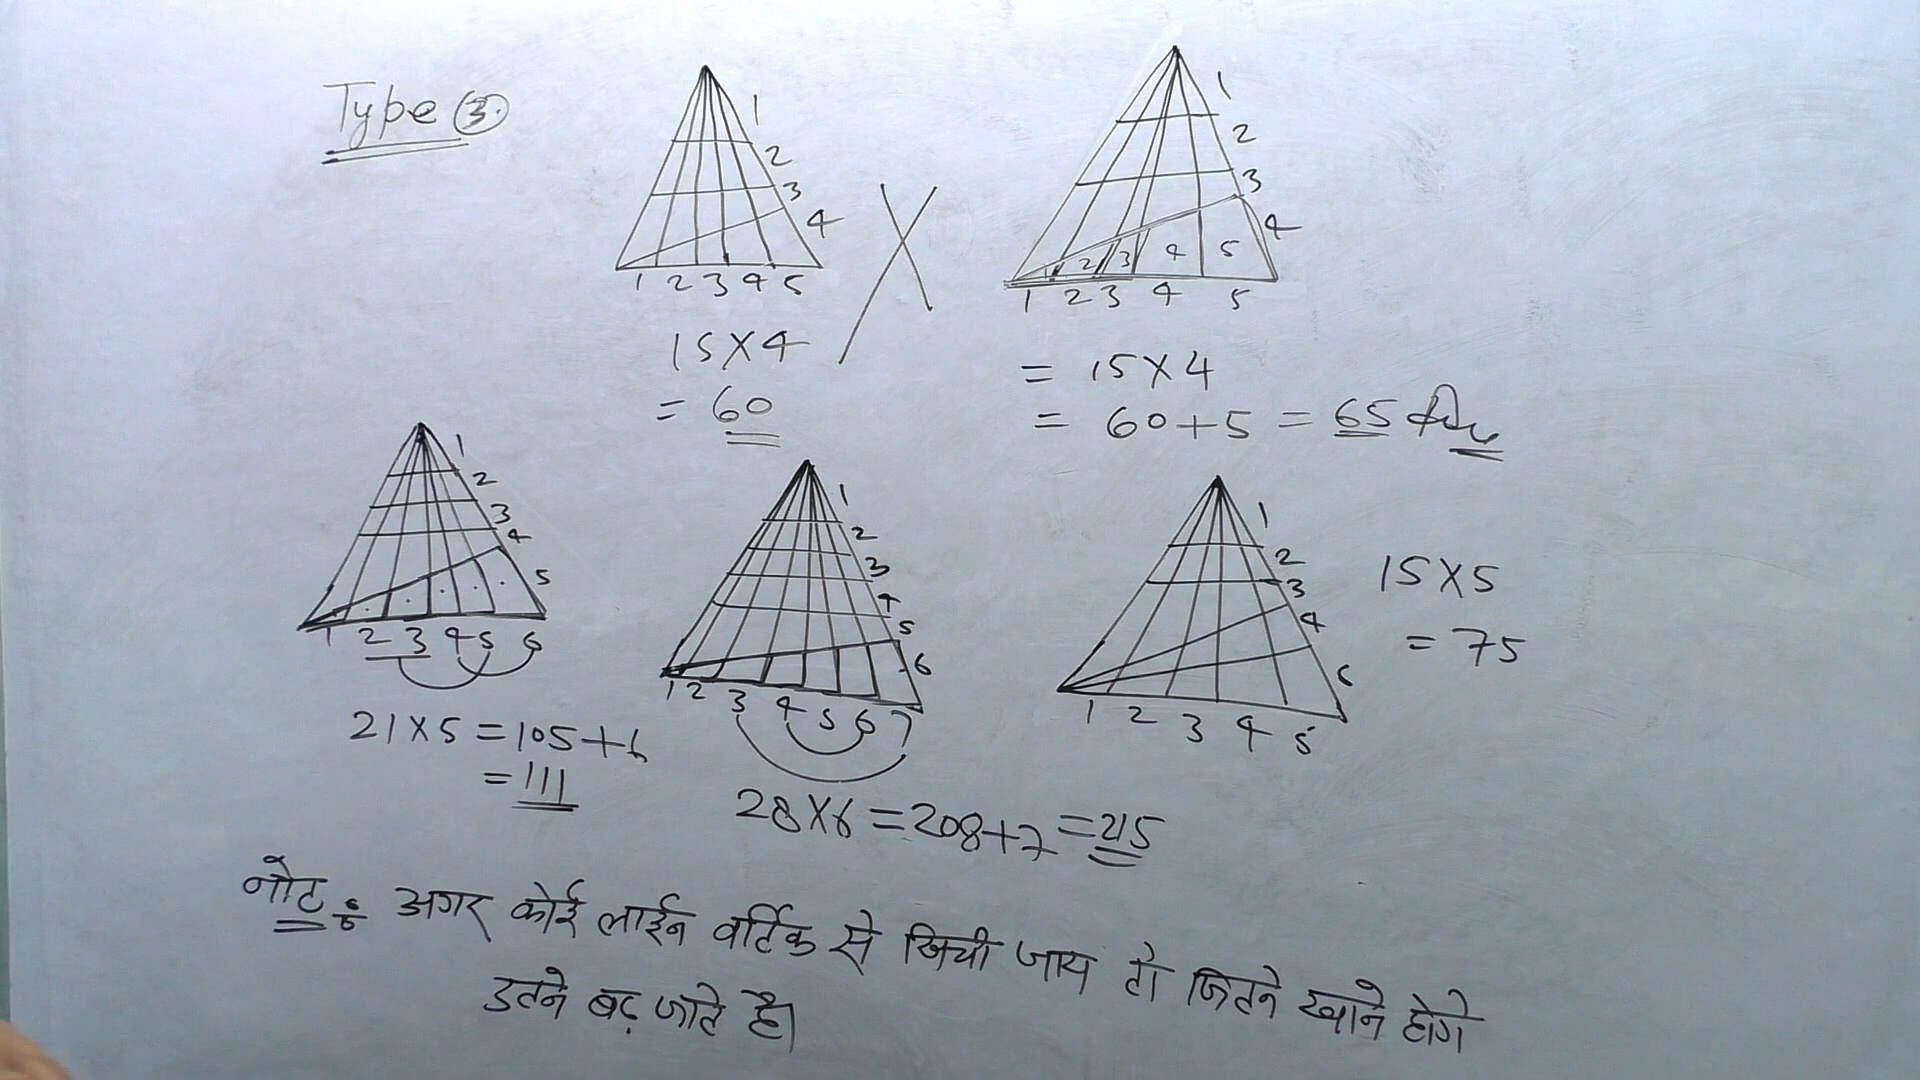 Type ③.
1
2
3
4
1 2 3 4 5
15×4
= 60
1
2
3
4
1 2 3 4 5
1 2 3 4 5
= 15×4
= 60+5 = 65
1
2
3
4
5
1 2 3 4 5 6
21×5 = 105+6
= 111
1
2
3
4
5
6
1 2 3 4 5 6 7
28×6 = 208+7 = 215
1
2
3
4
6
1 2 3 4 5
15×5
= 75
नोट : अगर कोई लाईन वर्टिक से खिची जाय तो जितने खाने होगे
उतने बढ़ जाते है।